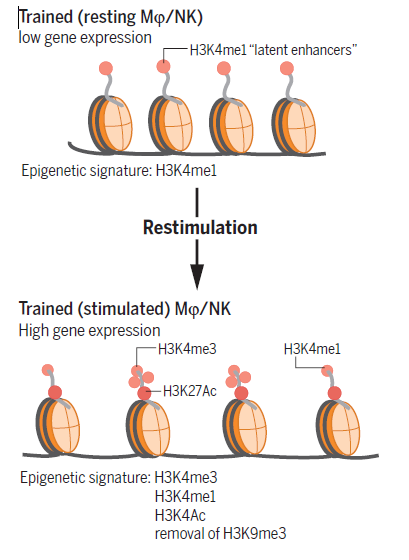 Trained (resting Mφ/NK)
low gene expression
H3K4me1 “latent enhancers”
Epigenetic signature: H3K4me1
Restimulation
Trained (stimulated) Mφ/NK
High gene expression
H3K4me3
H3K4me1
H3K27Ac
Epigenetic signature: H3K4me3
H3K4me1
H3K4Ac
removal of H3K9me3